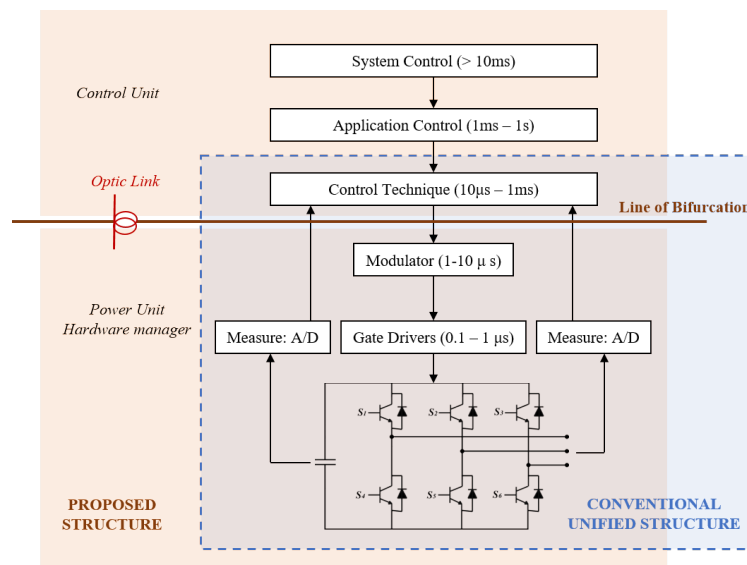 System Control (> 10ms)
Control Unit
Application Control (1ms – 1s)
Optic Link
Control Technique (10μs – 1ms)
Line of Bifurcation
Modulator (1-10 μ s)
Power Unit
Hardware manager
Measure: A/D
Gate Drivers (0.1 – 1 μs)
Measure: A/D
S1
S2
S3
S4
S5
S6
PROPOSED
STRUCTURE
CONVENTIONAL
UNIFIED STRUCTURE